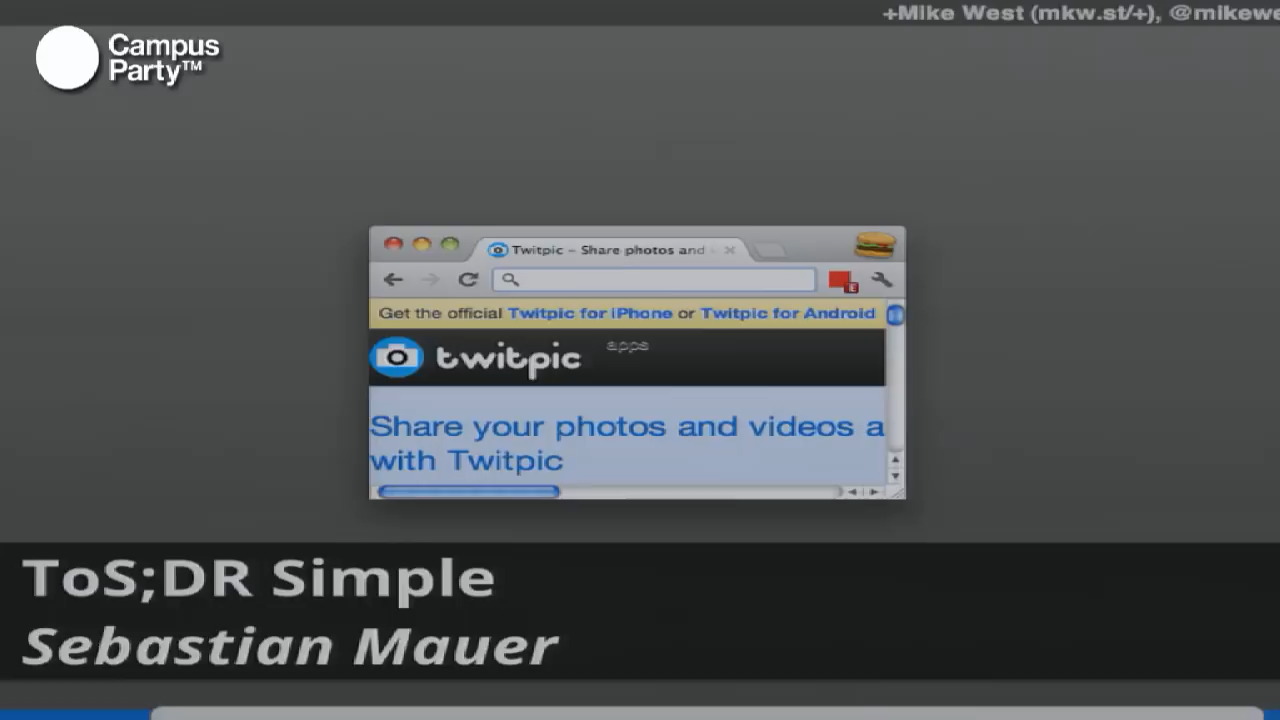 +Mike West (mkw.st/+), @mikewe
Campus
Party™
Twitpic – Share photos and
E
Get the official Twitpic for iPhone or Twitpic for Android
twitpic
apps
Share your photos and videos a
with Twitpic
ToS;DR Simple
Sebastian Mauer